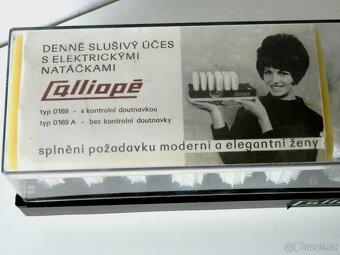 DENNĚ SLUŠIVÝ ÚČES
S ELEKTRICKÝMI
NATÁČKAMI
Calliopé
typ 0169 - s kontrolní doutnavkou
typ 0169 A - bez kontrolní doutnavky
splnění požadavku moderní a elegantní ženy
Calliopé
Bazos.cz